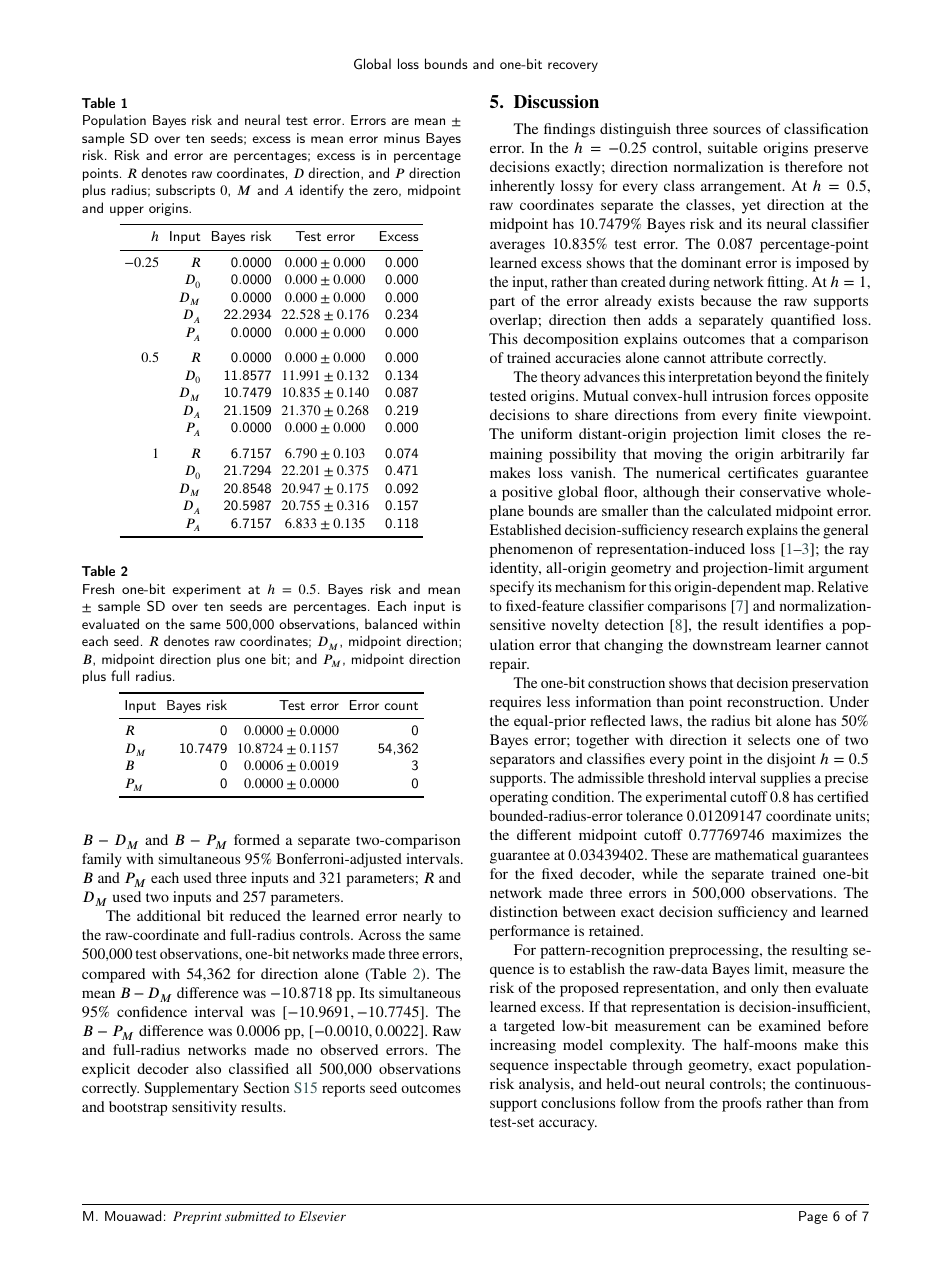 Global loss bounds and one-bit recovery
Table 1
Population Bayes risk and neural test error. Errors are mean ±
sample SD over ten seeds; excess is mean error minus Bayes
risk. Risk and error are percentages; excess is in percentage
points. R denotes raw coordinates, D direction, and P direction
plus radius; subscripts 0, M and A identify the zero, midpoint
and upper origins.
h Input Bayes risk Test error Excess
−0.25 R 0.0000 0.000 ± 0.000 0.000
D₀ 0.0000 0.000 ± 0.000 0.000
D_M 0.0000 0.000 ± 0.000 0.000
D_A 22.2934 22.528 ± 0.176 0.234
P_A 0.0000 0.000 ± 0.000 0.000
0.5 R 0.0000 0.000 ± 0.000 0.000
D₀ 11.8577 11.991 ± 0.132 0.134
D_M 10.7479 10.835 ± 0.140 0.087
D_A 21.1509 21.370 ± 0.268 0.219
P_A 0.0000 0.000 ± 0.000 0.000
1 R 6.7157 6.790 ± 0.103 0.074
D₀ 21.7294 22.201 ± 0.375 0.471
D_M 20.8548 20.947 ± 0.175 0.092
D_A 20.5987 20.755 ± 0.316 0.157
P_A 6.7157 6.833 ± 0.135 0.118
Table 2
Fresh one-bit experiment at h = 0.5. Bayes risk and mean
± sample SD over ten seeds are percentages. Each input is
evaluated on the same 500,000 observations, balanced within
each seed. R denotes raw coordinates; D_M, midpoint direction;
B, midpoint direction plus one bit; and P_M, midpoint direction
plus full radius.
Input Bayes risk Test error Error count
R 0 0.0000 ± 0.0000 0
D_M 10.7479 10.8724 ± 0.1157 54,362
B 0 0.0006 ± 0.0019 3
P_M 0 0.0000 ± 0.0000 0
B − D_M and B − P_M formed a separate two-comparison
family with simultaneous 95% Bonferroni-adjusted intervals.
B and P_M each used three inputs and 321 parameters; R and
D_M used two inputs and 257 parameters.
The additional bit reduced the learned error nearly to
the raw-coordinate and full-radius controls. Across the same
500,000 test observations, one-bit networks made three errors,
compared with 54,362 for direction alone (Table 2). The
mean B − D_M difference was −10.8718 pp. Its simultaneous
95% confidence interval was [−10.9691, −10.7745]. The
B − P_M difference was 0.0006 pp, [−0.0010, 0.0022]. Raw
and full-radius networks made no observed errors. The
explicit decoder also classified all 500,000 observations
correctly. Supplementary Section S15 reports seed outcomes
and bootstrap sensitivity results.
5. Discussion
The findings distinguish three sources of classification
error. In the h = −0.25 control, suitable origins preserve
decisions exactly; direction normalization is therefore not
inherently lossy for every class arrangement. At h = 0.5,
raw coordinates separate the classes, yet direction at the
midpoint has 10.7479% Bayes risk and its neural classifier
averages 10.835% test error. The 0.087 percentage-point
learned excess shows that the dominant error is imposed by
the input, rather than created during network fitting. At h = 1,
part of the error already exists because the raw supports
overlap; direction then adds a separately quantified loss.
This decomposition explains outcomes that a comparison
of trained accuracies alone cannot attribute correctly.
The theory advances this interpretation beyond the finitely
tested origins. Mutual convex-hull intrusion forces opposite
decisions to share directions from every finite viewpoint.
The uniform distant-origin projection limit closes the re-
maining possibility that moving the origin arbitrarily far
makes loss vanish. The numerical certificates guarantee
a positive global floor, although their conservative whole-
plane bounds are smaller than the calculated midpoint error.
Established decision-sufficiency research explains the general
phenomenon of representation-induced loss [1–3]; the ray
identity, all-origin geometry and projection-limit argument
specify its mechanism for this origin-dependent map. Relative
to fixed-feature classifier comparisons [7] and normalization-
sensitive novelty detection [8], the result identifies a pop-
ulation error that changing the downstream learner cannot
repair.
The one-bit construction shows that decision preservation
requires less information than point reconstruction. Under
the equal-prior reflected laws, the radius bit alone has 50%
Bayes error; together with direction it selects one of two
separators and classifies every point in the disjoint h = 0.5
supports. The admissible threshold interval supplies a precise
operating condition. The experimental cutoff 0.8 has certified
bounded-radius-error tolerance 0.01209147 coordinate units;
the different midpoint cutoff 0.77769746 maximizes the
guarantee at 0.03439402. These are mathematical guarantees
for the fixed decoder, while the separate trained one-bit
network made three errors in 500,000 observations. The
distinction between exact decision sufficiency and learned
performance is retained.
For pattern-recognition preprocessing, the resulting se-
quence is to establish the raw-data Bayes limit, measure the
risk of the proposed representation, and only then evaluate
learned excess. If that representation is decision-insufficient,
a targeted low-bit measurement can be examined before
increasing model complexity. The half-moons make this
sequence inspectable through geometry, exact population-
risk analysis, and held-out neural controls; the continuous-
support conclusions follow from the proofs rather than from
test-set accuracy.
M. Mouawad: Preprint submitted to Elsevier
Page 6 of 7